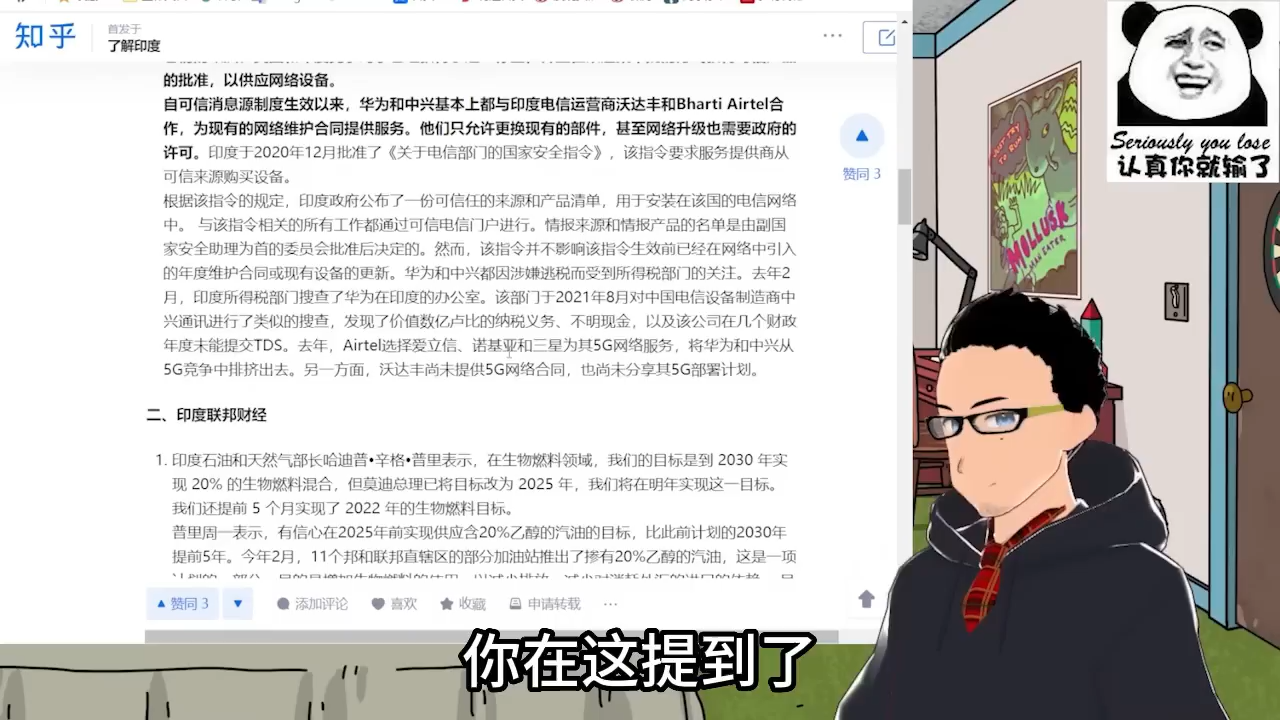 知乎
首发于
了解印度
的批准，以供应网络设备。
自可信消息源制度生效以来，华为和中兴基本上都与印度电信运营商沃达丰和Bharti Airtel合
作，为现有的网络维护合同提供服务。他们只允许更换现有的部件，甚至网络升级也需要政府的
许可。印度于2020年12月批准了《关于电信部门的国家安全指令》，该指令要求服务提供商从
可信来源购买设备。
根据该指令的规定，印度政府公布了一份可信任的来源和产品清单，用于安装在该国的电信网络
中。 与该指令相关的所有工作都通过可信电信门户进行。情报来源和情报产品的名单是由副国
家安全助理为首的委员会批准后决定的。然而，该指令并不影响该指令生效前已经在网络中引入
的年度维护合同或现有设备的更新。华为和中兴都因涉嫌逃税而受到所得税部门的关注。去年2
月，印度所得税部门搜查了华为在印度的办公室。该部门于2021年8月对中国电信设备制造商中
兴通讯进行了类似的搜查，发现了价值数亿卢比的纳税义务、不明现金，以及该公司在几个财政
年度未能提交TDS。去年，Airtel选择爱立信、诺基亚和三星为其5G网络服务，将华为和中兴从
5G竞争中排挤出去。另一方面，沃达丰尚未提供5G网络合同，也尚未分享其5G部署计划。
二、印度联邦财经
1. 印度石油和天然气部长哈迪普•辛格•普里表示，在生物燃料领域，我们的目标是到 2030 年实
现 20% 的生物燃料混合，但莫迪总理已将目标改为 2025 年，我们将在明年实现这一目标。
我们还提前 5 个月实现了 2022 年的生物燃料目标。
普里周一表示，有信心在2025年前实现供应含20%乙醇的汽油的目标，比此前计划的2030年
提前5年。今年2月，11个邦和联邦直辖区的部分加油站推出了掺有20%乙醇的汽油，这是一项
赞同 3
添加评论
喜欢
收藏
申请转载
赞同 3
Seriously you lose
认真你就输了
MOLLUSK
MAN EATER
你在这提到了